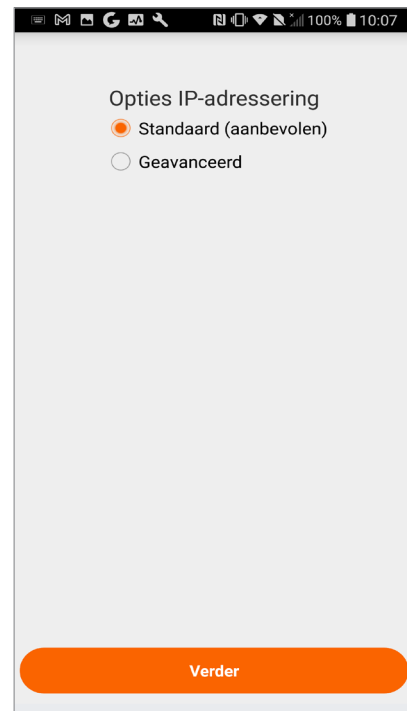 100% 10:07
Opties IP-adressering
Standaard (aanbevolen)
Geavanceerd
Verder